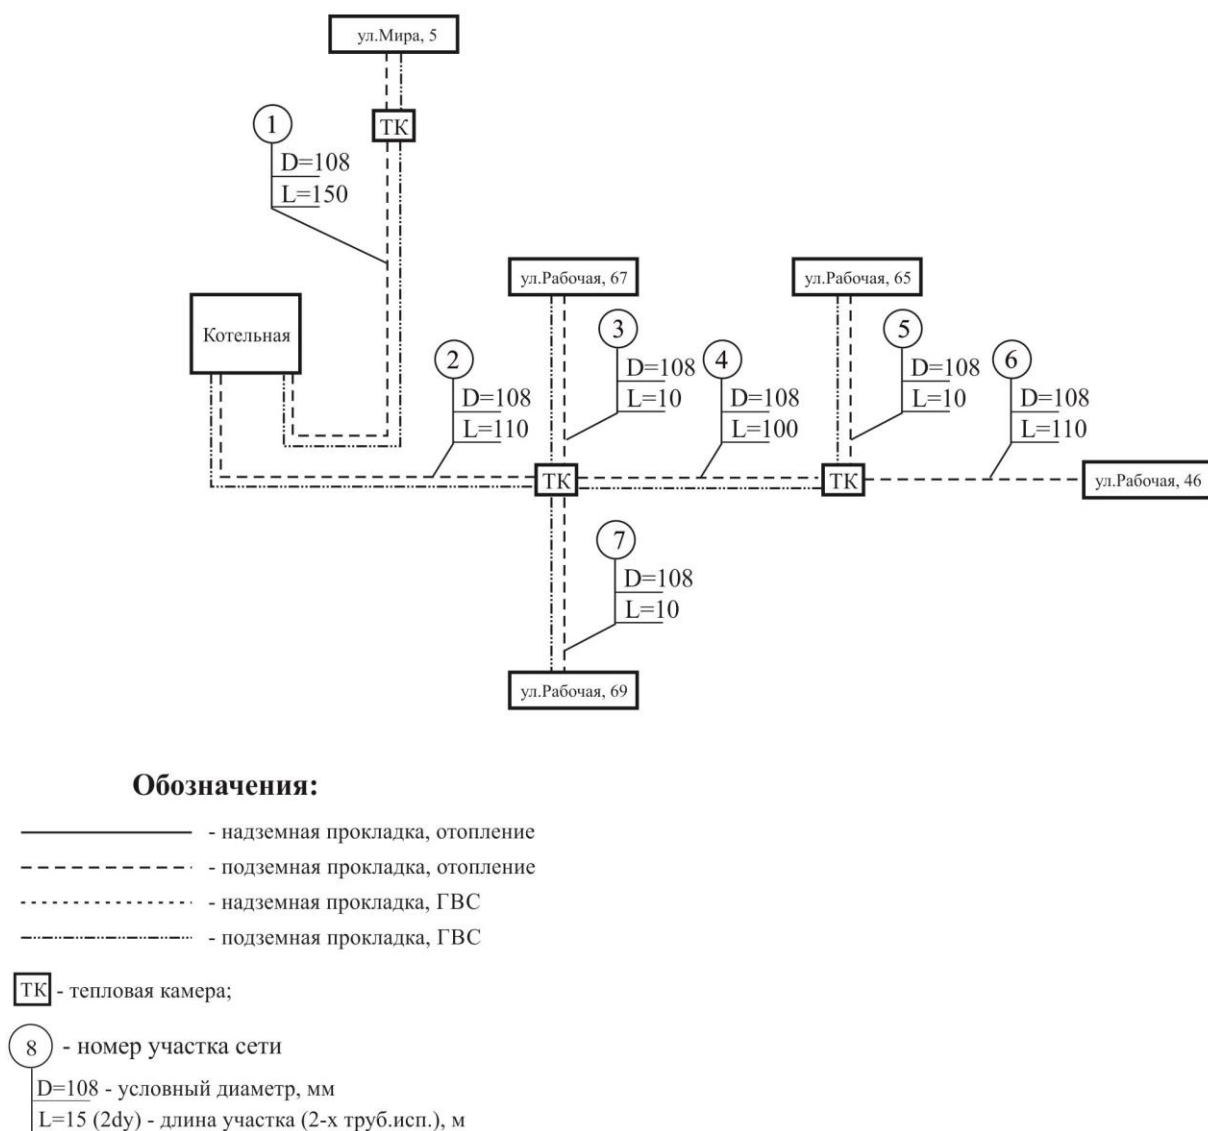 ул.Мира, 5
ТК
1
D=108
L=150
Котельная
ул.Рабочая, 67
ул.Рабочая, 65
2
D=108
L=110
3
D=108
L=10
4
D=108
L=100
5
D=108
L=10
6
D=108
L=110
ТК
ТК
ул.Рабочая, 46
7
D=108
L=10
ул.Рабочая, 69
Обозначения:
- надземная прокладка, отопление
- подземная прокладка, отопление
- надземная прокладка, ГВС
- подземная прокладка, ГВС
ТК - тепловая камера;
8 - номер участка сети
D=108 - условный диаметр, мм
L=15 (2dy) - длина участка (2-х труб.исп.), м